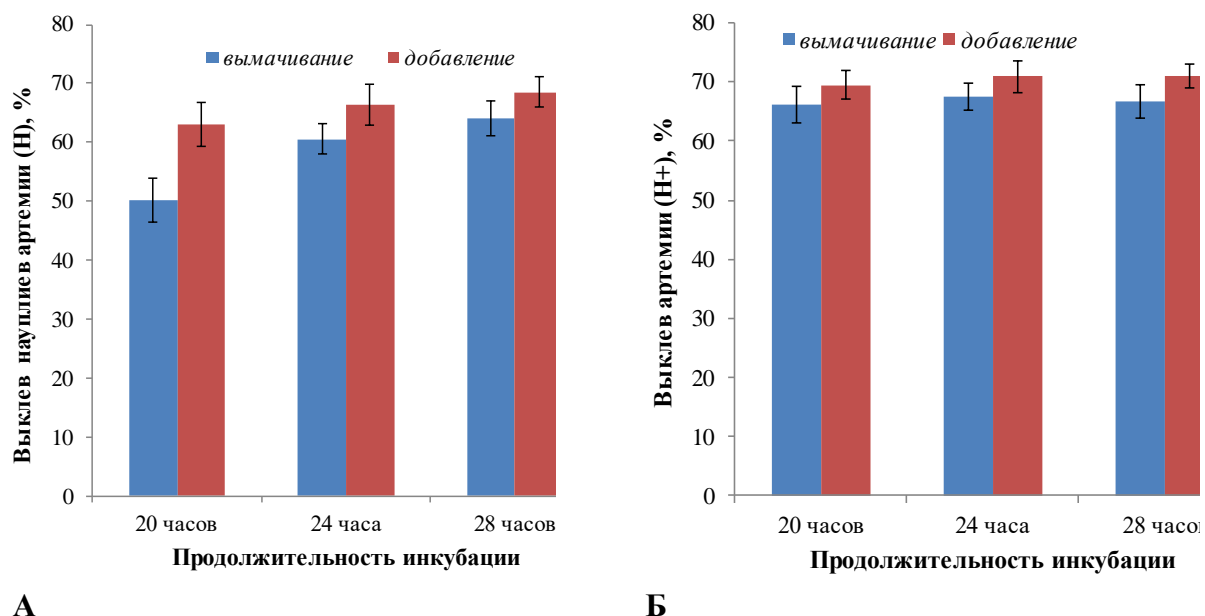 Выклев науплиев артемии (Н), %
80
70
60
50
40
30
20
10
0
вымачивание
добавление
20 часов
24 часа
28 часов
Продолжительность инкубации
А
Выклев артемии (Н+), %
80
70
60
50
40
30
20
10
0
вымачивание
добавление
20 часов
24 часа
28 часо
Продолжительность инкубации
Б